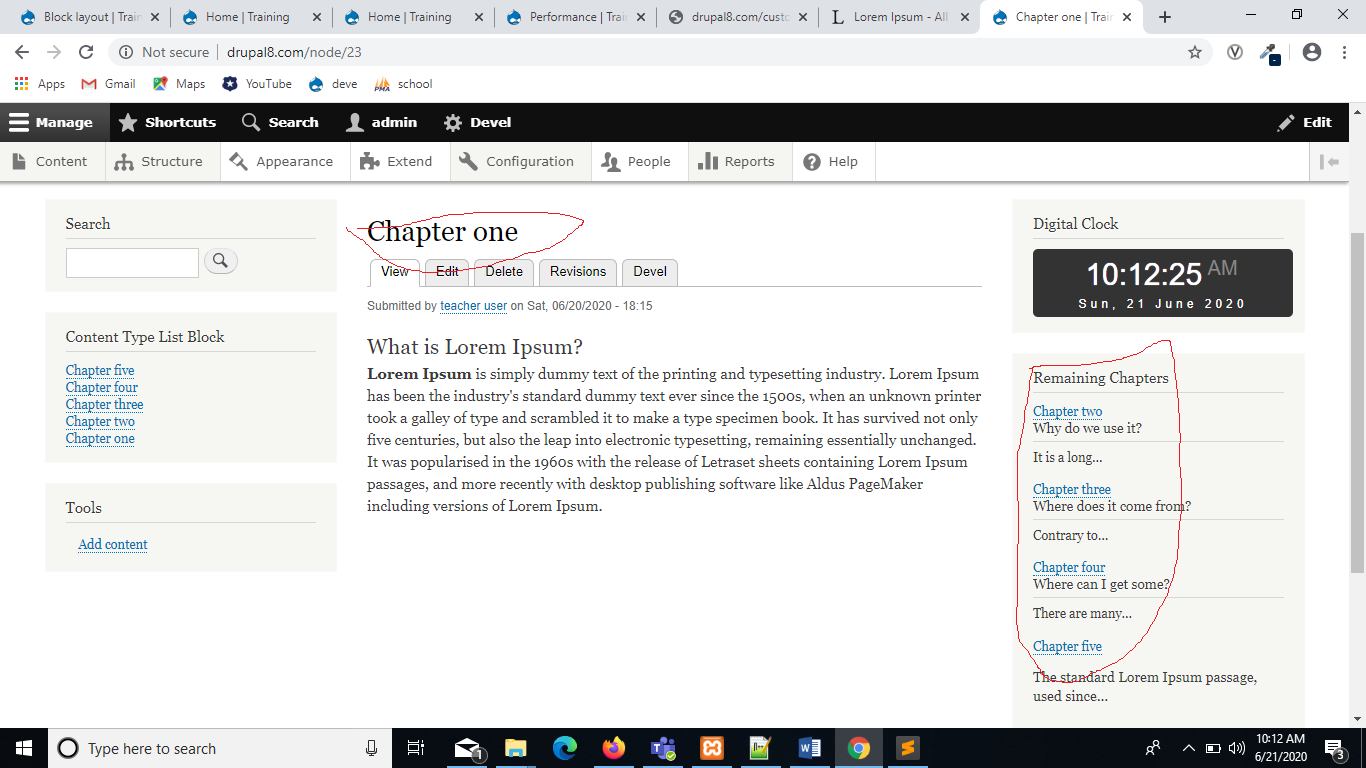 Block layout | Train
Home | Training
Home | Training
Performance | Trai
drupal8.com/custo
Lorem Ipsum - All
Chapter one | Train
Not secure | drupal8.com/node/23
Apps
Gmail
Maps
YouTube
deve
school
Manage
Shortcuts
Search
admin
Devel
Edit
Content
Structure
Appearance
Extend
Configuration
People
Reports
Help
Search
Content Type List Block
Chapter five
Chapter four
Chapter three
Chapter two
Chapter one
Tools
Add content
Chapter one
View
Edit
Delete
Revisions
Devel
Submitted by teacher user on Sat, 06/20/2020 - 18:15
What is Lorem Ipsum?
Lorem Ipsum is simply dummy text of the printing and typesetting industry. Lorem Ipsum
has been the industry's standard dummy text ever since the 1500s, when an unknown printer
took a galley of type and scrambled it to make a type specimen book. It has survived not only
five centuries, but also the leap into electronic typesetting, remaining essentially unchanged.
It was popularised in the 1960s with the release of Letraset sheets containing Lorem Ipsum
passages, and more recently with desktop publishing software like Aldus PageMaker
including versions of Lorem Ipsum.
Digital Clock
10:12:25 AM
Sun, 21 June 2020
Remaining Chapters
Chapter two
Why do we use it?
It is a long...
Chapter three
Where does it come from?
Contrary to...
Chapter four
Where can I get some?
There are many...
Chapter five
The standard Lorem Ipsum passage,
used since...
Type here to search
1
10:12 AM
6/21/2020
3